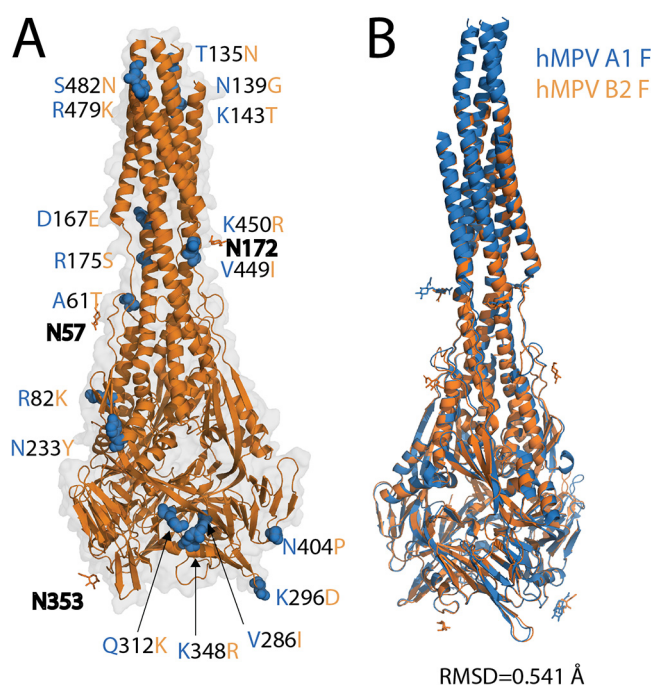 A
T135N
S482N
N139G
R479K
K143T
D167E
K450R
N172
R175S
V449I
A61T
N57
R82K
N233Y
N404P
N353
K296D
Q312K
K348R
V286I
B
hMPV A1 F
hMPV B2 F
RMSD=0.541 Å